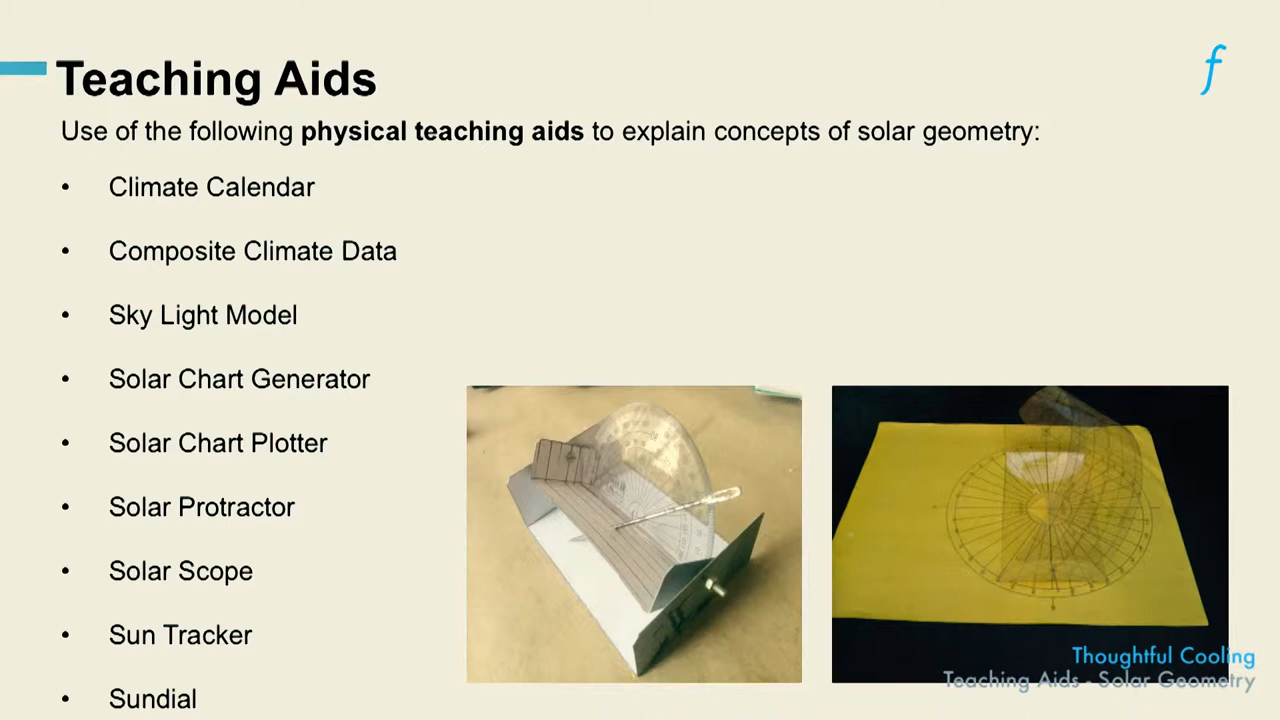 Teaching Aids
f
Use of the following physical teaching aids to explain concepts of solar geometry:
• Climate Calendar
• Composite Climate Data
• Sky Light Model
• Solar Chart Generator
• Solar Chart Plotter
• Solar Protractor
• Solar Scope
• Sun Tracker
• Sundial
Thoughtful Cooling
Teaching Aids - Solar Geometry